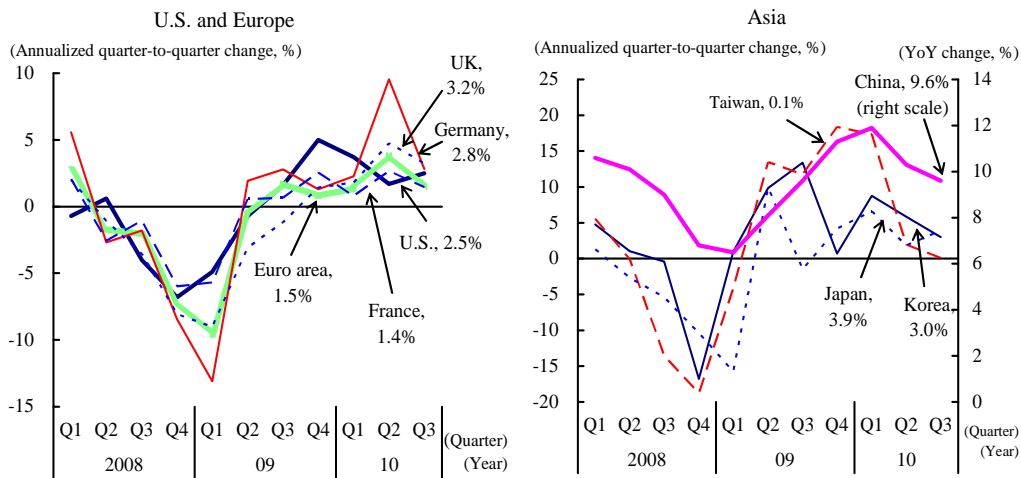 U.S. and Europe
(Annualized quarter-to-quarter change, %)
10
5
0
-5
-10
-15
UK,
3.2%
Germany,
2.8%
U.S., 2.5%
Euro area,
1.5%
France,
1.4%
Q1 Q2 Q3 Q4 Q1 Q2 Q3 Q4 Q1 Q2 Q3
(Quarter)
2008 09 10
(Year)
Asia
(Annualized quarter-to-quarter change, %)
(YoY change, %)
25
20
15
10
5
0
-5
-10
-15
-20
14
12
10
8
6
4
2
0
Taiwan, 0.1%
China, 9.6%
(right scale)
Japan,
3.9%
Korea,
3.0%
Q1 Q2 Q3 Q4 Q1 Q2 Q3 Q4 Q1 Q2 Q3
(Quarter)
2008 09 10
(Year)